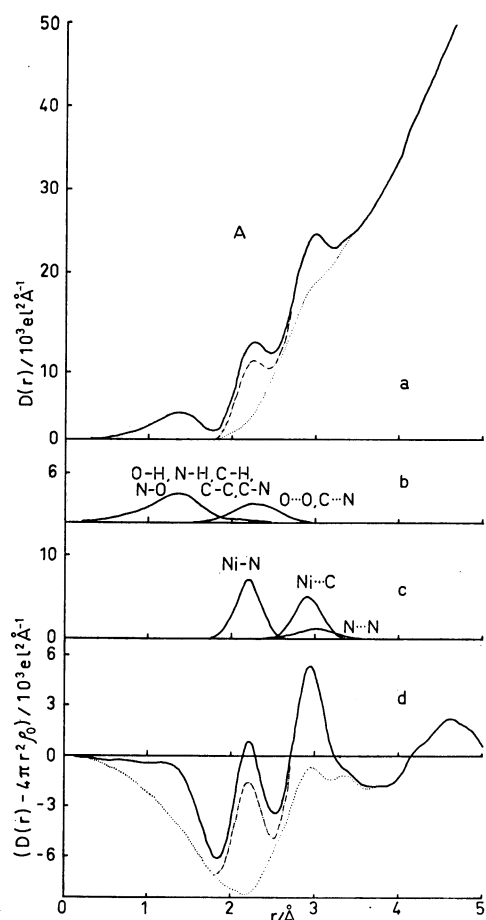 50
40
30
20
10
0
D(r)/10³el²Å⁻¹
A
a
6
O-H, N-H, C-H,
N-O C-C, C-N
O···O, C···N
b
10
0
Ni-N
Ni···C
N···N
c
6
3
0
-3
-6
(D(r) - 4πr²ρ₀)/10³el²Å⁻¹
d
0 1 2 3 4 5
r/Å